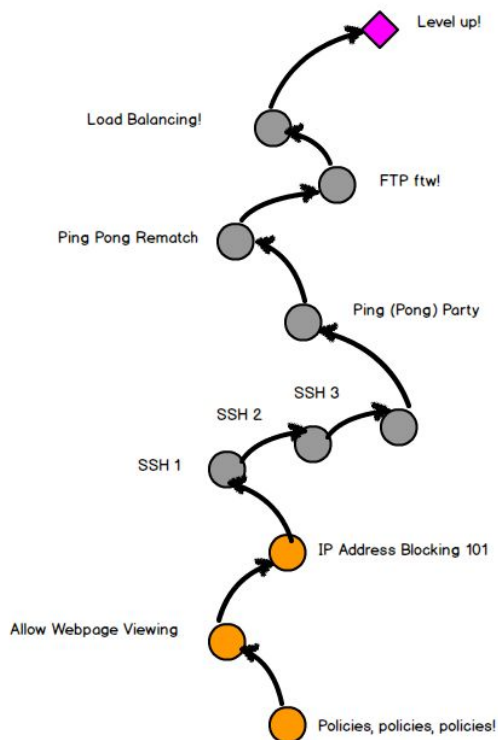 Level up!
Load Balancing!
FTP ftw!
Ping Pong Rematch
Ping (Pong) Party
SSH 3
SSH 2
SSH 1
IP Address Blocking 101
Allow Webpage Viewing
Policies, policies, policies!